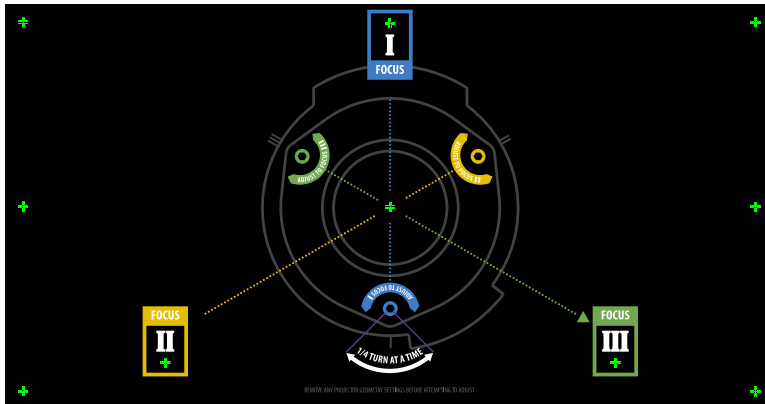 I
FOCUS
ADJUST TO FOCUS III
ADJUST TO FOCUS II
ADJUST TO FOCUS I
FOCUS
II
FOCUS
III
1/4 TURN AT A TIME
REMOVE ANY PROJECTOR GEOMETRY SETTINGS BEFORE ATTEMPTING TO ADJUST